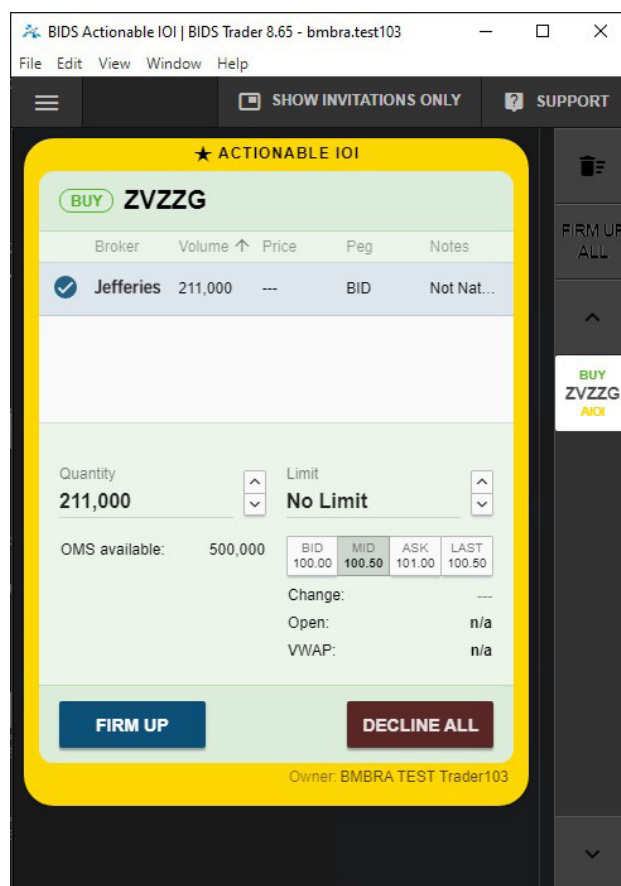 BIDS Actionable IOI | BIDS Trader 8.65 - bmbra.test103
File Edit View Window Help
SHOW INVITATIONS ONLY
SUPPORT
★ ACTIONABLE IOI
BUY ZVZZG
Broker Volume ↑ Price Peg Notes
Jefferies 211,000 --- BID Not Nat...
FIRM UP
ALL
BUY
ZVZZG
AIOI
Quantity Limit
211,000 No Limit
OMS available: 500,000
BID MID ASK LAST
100.00 100.50 101.00 100.50
Change: ---
Open: n/a
VWAP: n/a
FIRM UP DECLINE ALL
Owner: BMBRA TEST Trader103